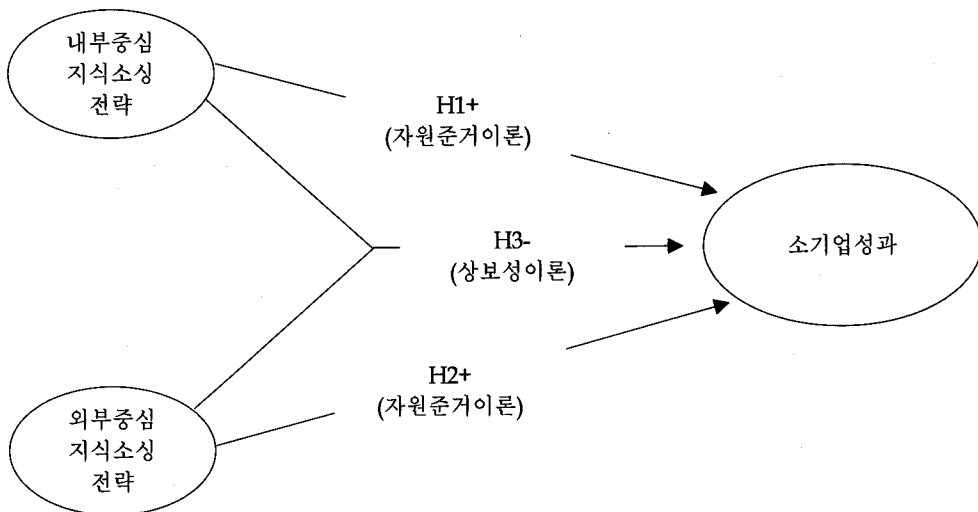 내부중심
지식소싱
전략
H1+
(자원준거이론)
H3-
(상보성이론)
소기업성과
H2+
(자원준거이론)
외부중심
지식소싱
전략